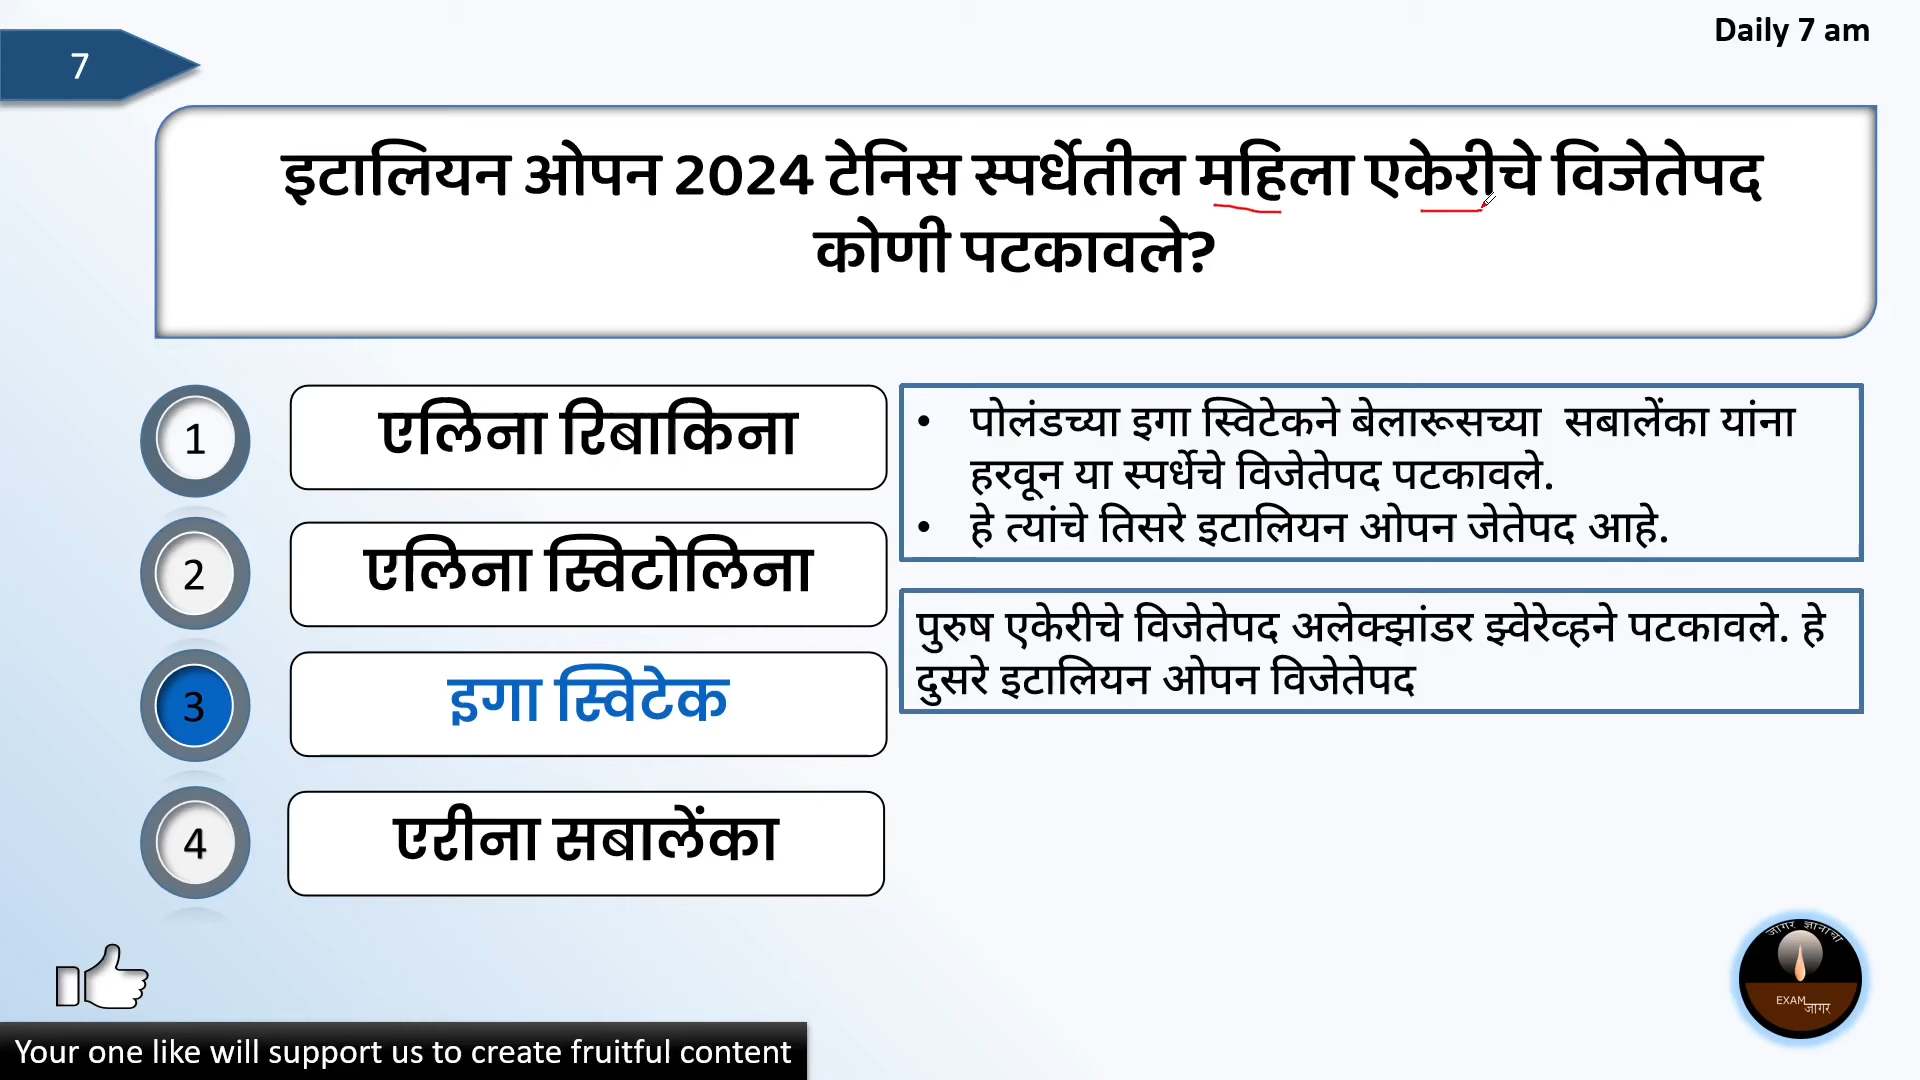 Daily 7 am
7
इटालियन ओपन 2024 टेनिस स्पर्धेतील महिला एकेरीचे विजेतेपद
कोणी पटकावले?
1
एलिना रिबाकिना
2
एलिना स्विटोलिना
3
इगा स्विटेक
4
एरीना सबालेंका
• पोलंडच्या इगा स्विटेकने बेलारूसच्या सबालेंका यांना
हरवून या स्पर्धेचे विजेतेपद पटकावले.
• हे त्यांचे तिसरे इटालियन ओपन जेतेपद आहे.
पुरुष एकेरीचे विजेतेपद अलेक्झांडर झ्वेरेव्हने पटकावले. हे
दुसरे इटालियन ओपन विजेतेपद
जागर ज्ञानाचा
EXAM
जागर
Your one like will support us to create fruitful content